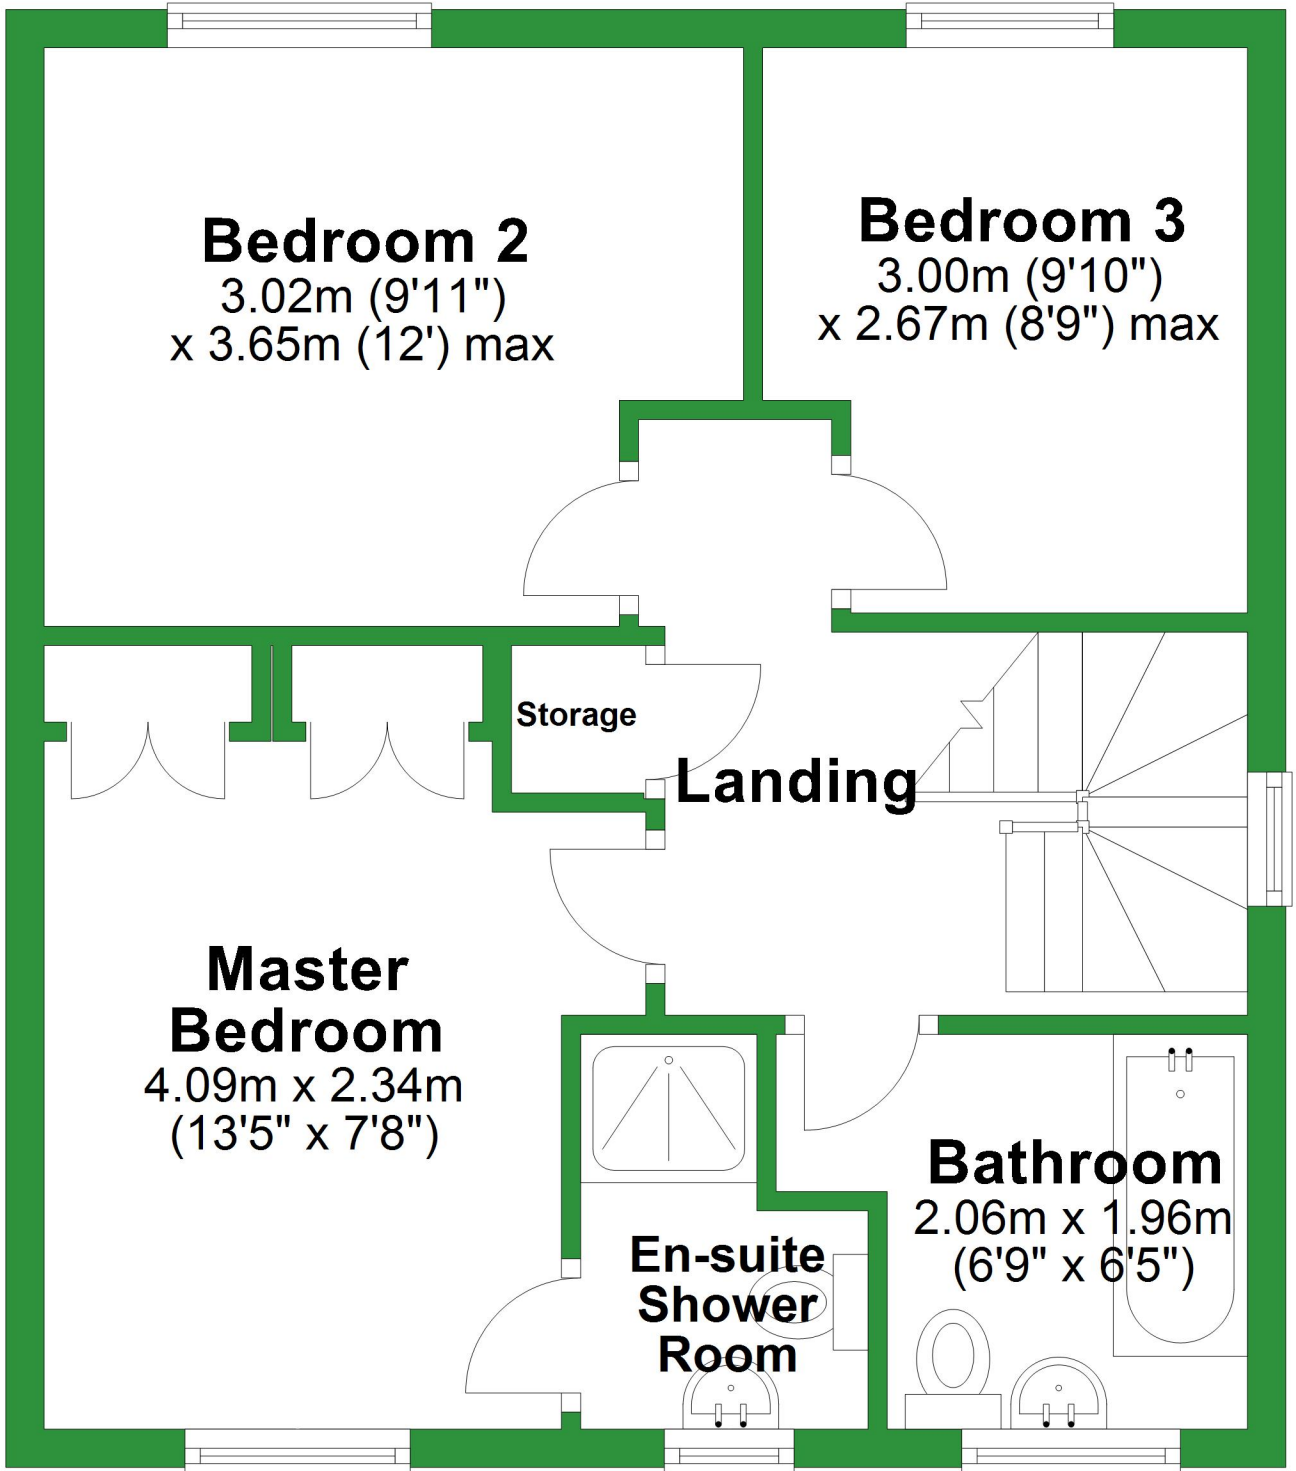 Bedroom 2
3.02m (9'11")
x 3.65m (12') max
Bedroom 3
3.00m (9'10")
x 2.67m (8'9") max
Storage
Landing
Master
Bedroom
4.09m x 2.34m
(13'5" x 7'8")
En-suite
Shower
Room
Bathroom
2.06m x 1.96m
(6'9" x 6'5")